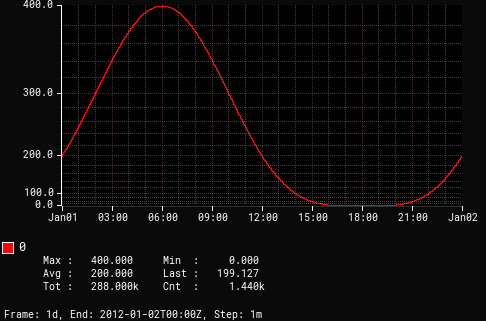 400.0
300.0
200.0
100.0
0.0
Jan01 03:00 06:00 09:00 12:00 15:00 18:00 21:00 Jan02
0
Max : 400.000 Min : 0.000
Avg : 200.000 Last : 199.127
Tot : 288.000k Cnt : 1.440k
Frame: 1d, End: 2012-01-02T00:00Z, Step: 1m